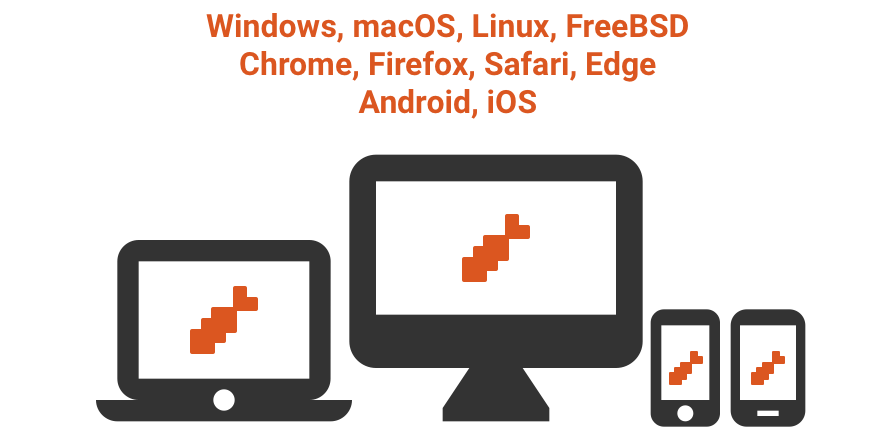 Windows, macOS, Linux, FreeBSD
Chrome, Firefox, Safari, Edge
Android, iOS